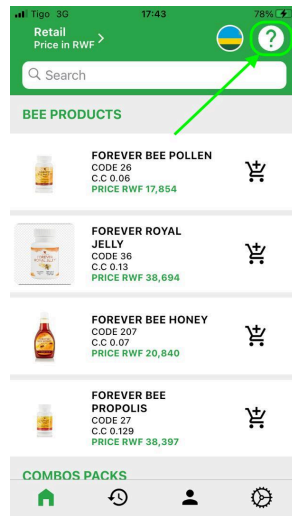 Tigo 3G 17:43 78%
Retail
Price in RWF >
?
Search
BEE PRODUCTS
FOREVER BEE POLLEN
CODE 26
C.C 0.06
PRICE RWF 17,854
FOREVER ROYAL
JELLY
CODE 36
C.C 0.13
PRICE RWF 38,694
FOREVER BEE HONEY
CODE 207
C.C 0.07
PRICE RWF 20,840
FOREVER BEE
PROPOLIS
CODE 27
C.C 0.129
PRICE RWF 38,397
COMBOS PACKS